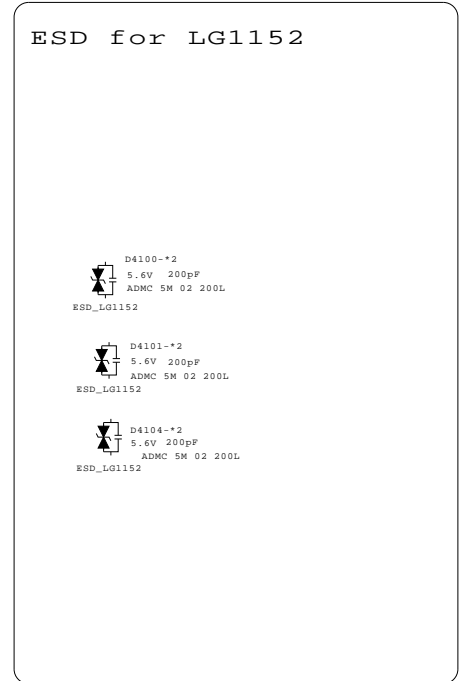 ESD for LG1152
D4100-*2
5.6V 200pF
ADMC 5M 02 200L
ESD_LG1152
D4101-*2
5.6V 200pF
ADMC 5M 02 200L
ESD_LG1152
D4104-*2
5.6V 200pF
ADMC 5M 02 200L
ESD_LG1152